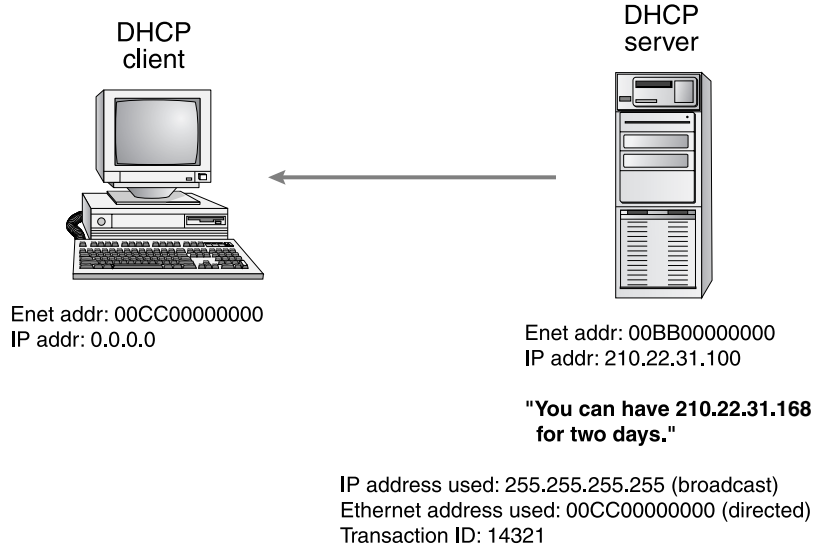 DHCP
client
DHCP
server
Enet addr: 00CC00000000
IP addr: 0.0.0.0
Enet addr: 00BB00000000
IP addr: 210.22.31.100
"You can have 210.22.31.168
for two days."
IP address used: 255.255.255.255 (broadcast)
Ethernet address used: 00CC00000000 (directed)
Transaction ID: 14321